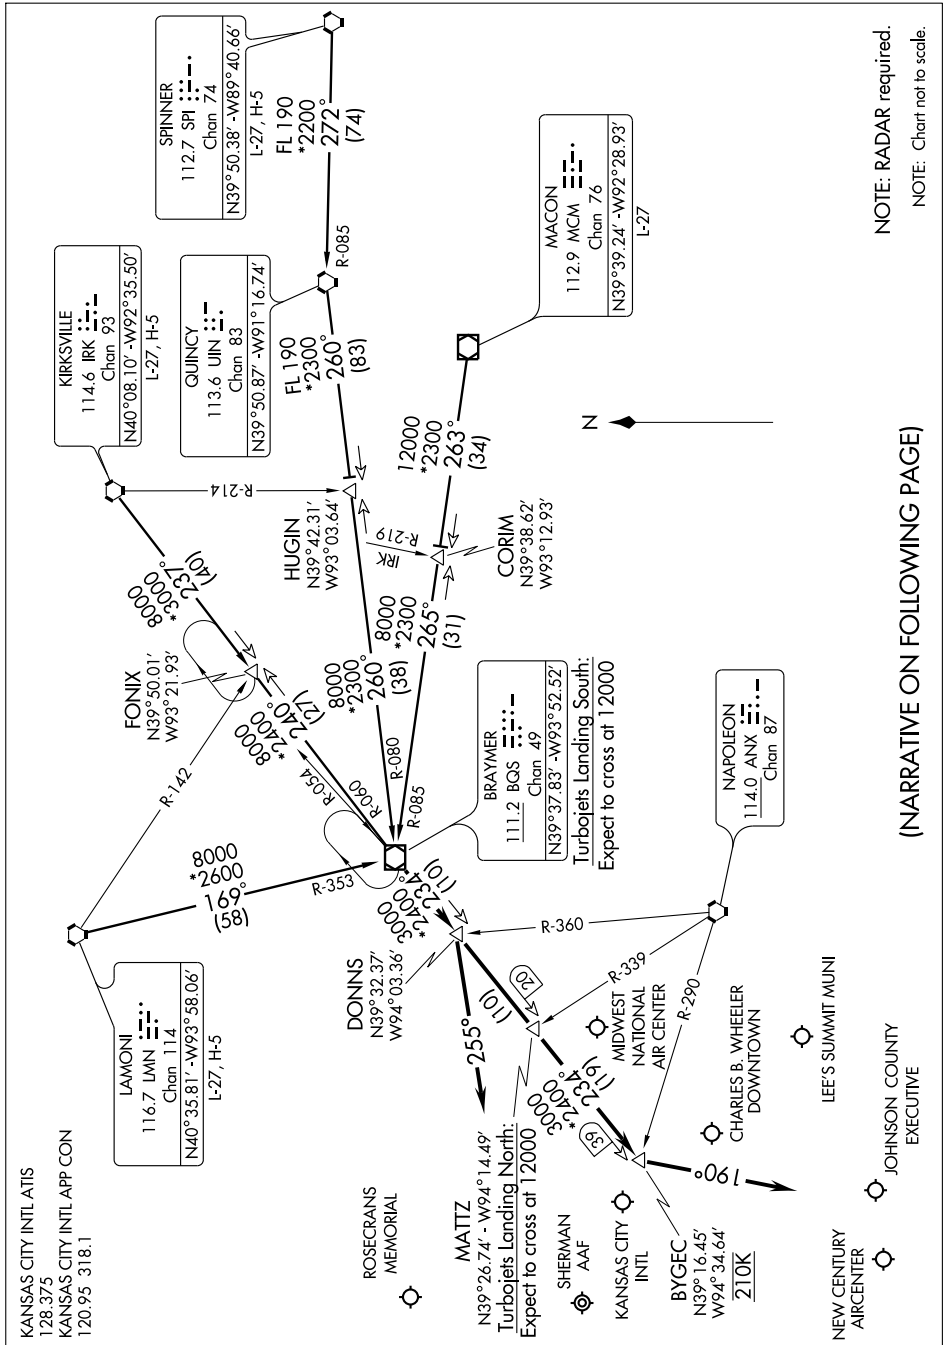 KANSAS CITY INTL ATIS
128.375
KANSAS CITY INTL APP CON
120.95 318.1
LAMONI
116.7 LMN
Chan 114
N40°35.81' -W93°58.06'
L-27, H-5
KIRKSVILLE
114.6 IRK
Chan 93
N40°08.10' -W92°35.50'
L-27, H-5
SPINNER
112.7 SPI
Chan 74
N39°50.38' -W89°40.66'
L-27, H-5
QUINCY
113.6 UIN
Chan 83
N39°50.87' -W91°16.74'
FL 190
*2200
272°
(74)
R-085
FL 190
*2300
260°
(83)
MACON
112.9 MCM
Chan 76
N39°39.24' -W92°28.93'
L-27
12000
*2300
263°
(34)
R-214
HUGIN
N39°42.31'
W93°03.64'
IRK
R-219
CORIM
N39°38.62'
W93°12.93'
8000
*3000
237°
(40)
FONIX
N39°50.01'
W93°21.93'
R-142
8000
*2400
240°
(27)
R-054
R-060
8000
*2300
260°
(38)
R-080
8000
*2300
265°
(31)
R-085
8000
*2600
169°
(58)
R-353
BRAYMER
111.2 BQS
Chan 49
N39°37.83' -W93°52.52'
Turbojets Landing South:
Expect to cross at 12000
3000
*2400
234°
(10)
DONNS
N39°32.37'
W94°03.36'
255°
(10)
20
MATTZ
N39°26.74' - W94°14.49'
Turbojets Landing North:
Expect to cross at 12000
3000
*2400
234°
(19)
39
BYGEC
N39°16.45'
W94°34.64'
210K
190°
NAPOLEON
114.0 ANX
Chan 87
R-360
R-339
R-290
ROSECRANS
MEMORIAL
SHERMAN
AAF
KANSAS CITY
INTL
MIDWEST
NATIONAL
AIR CENTER
CHARLES B. WHEELER
DOWNTOWN
LEE'S SUMMIT MUNI
JOHNSON COUNTY
EXECUTIVE
NEW CENTURY
AIRCENTER
N
NOTE: RADAR required.
NOTE: Chart not to scale.
(NARRATIVE ON FOLLOWING PAGE)